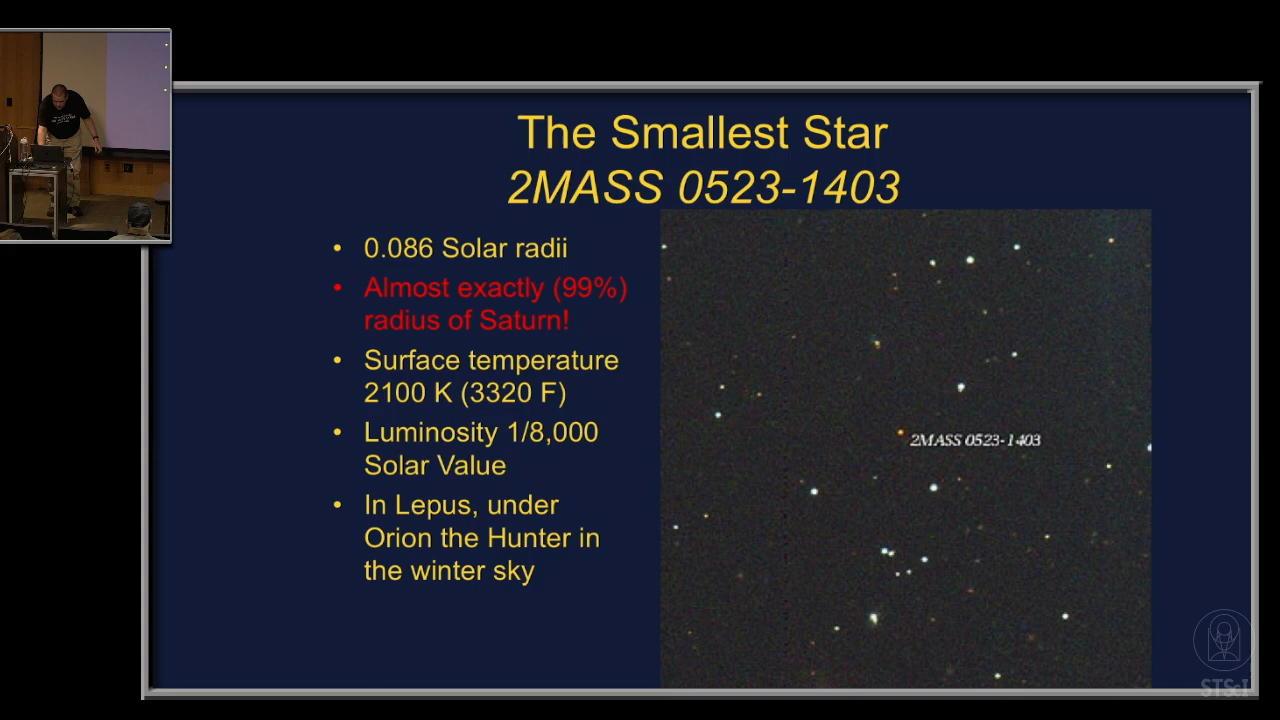 The Smallest Star
2MASS 0523-1403
• 0.086 Solar radii
• Almost exactly (99%)
radius of Saturn!
• Surface temperature
2100 K (3320 F)
• Luminosity 1/8,000
Solar Value
• In Lepus, under
Orion the Hunter in
the winter sky
2MASS 0523-1403
STScI